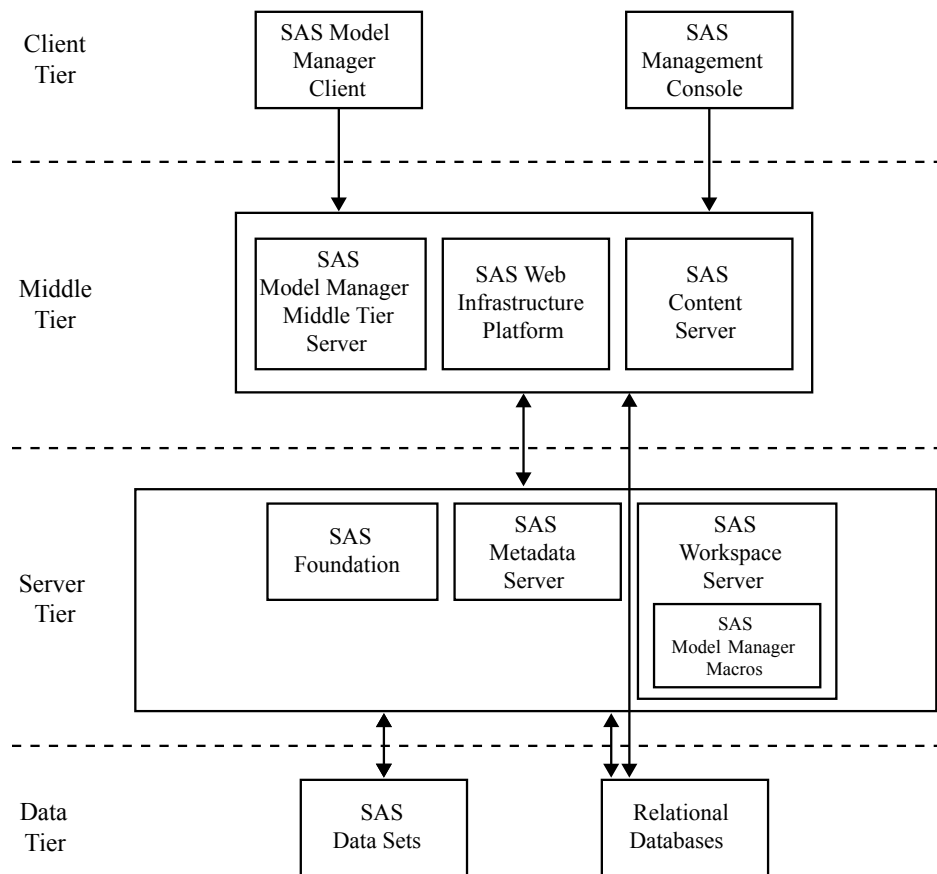 Client
Tier
SAS Model
Manager
Client
SAS
Management
Console
Middle
Tier
SAS
Model Manager
Middle Tier
Server
SAS Web
Infrastructure
Platform
SAS
Content
Server
Server
Tier
SAS
Foundation
SAS
Metadada
Server
SAS
Workspace
Server
SAS
Model Manager
Macros
Data
Tier
SAS
Data Sets
Relational
Databases